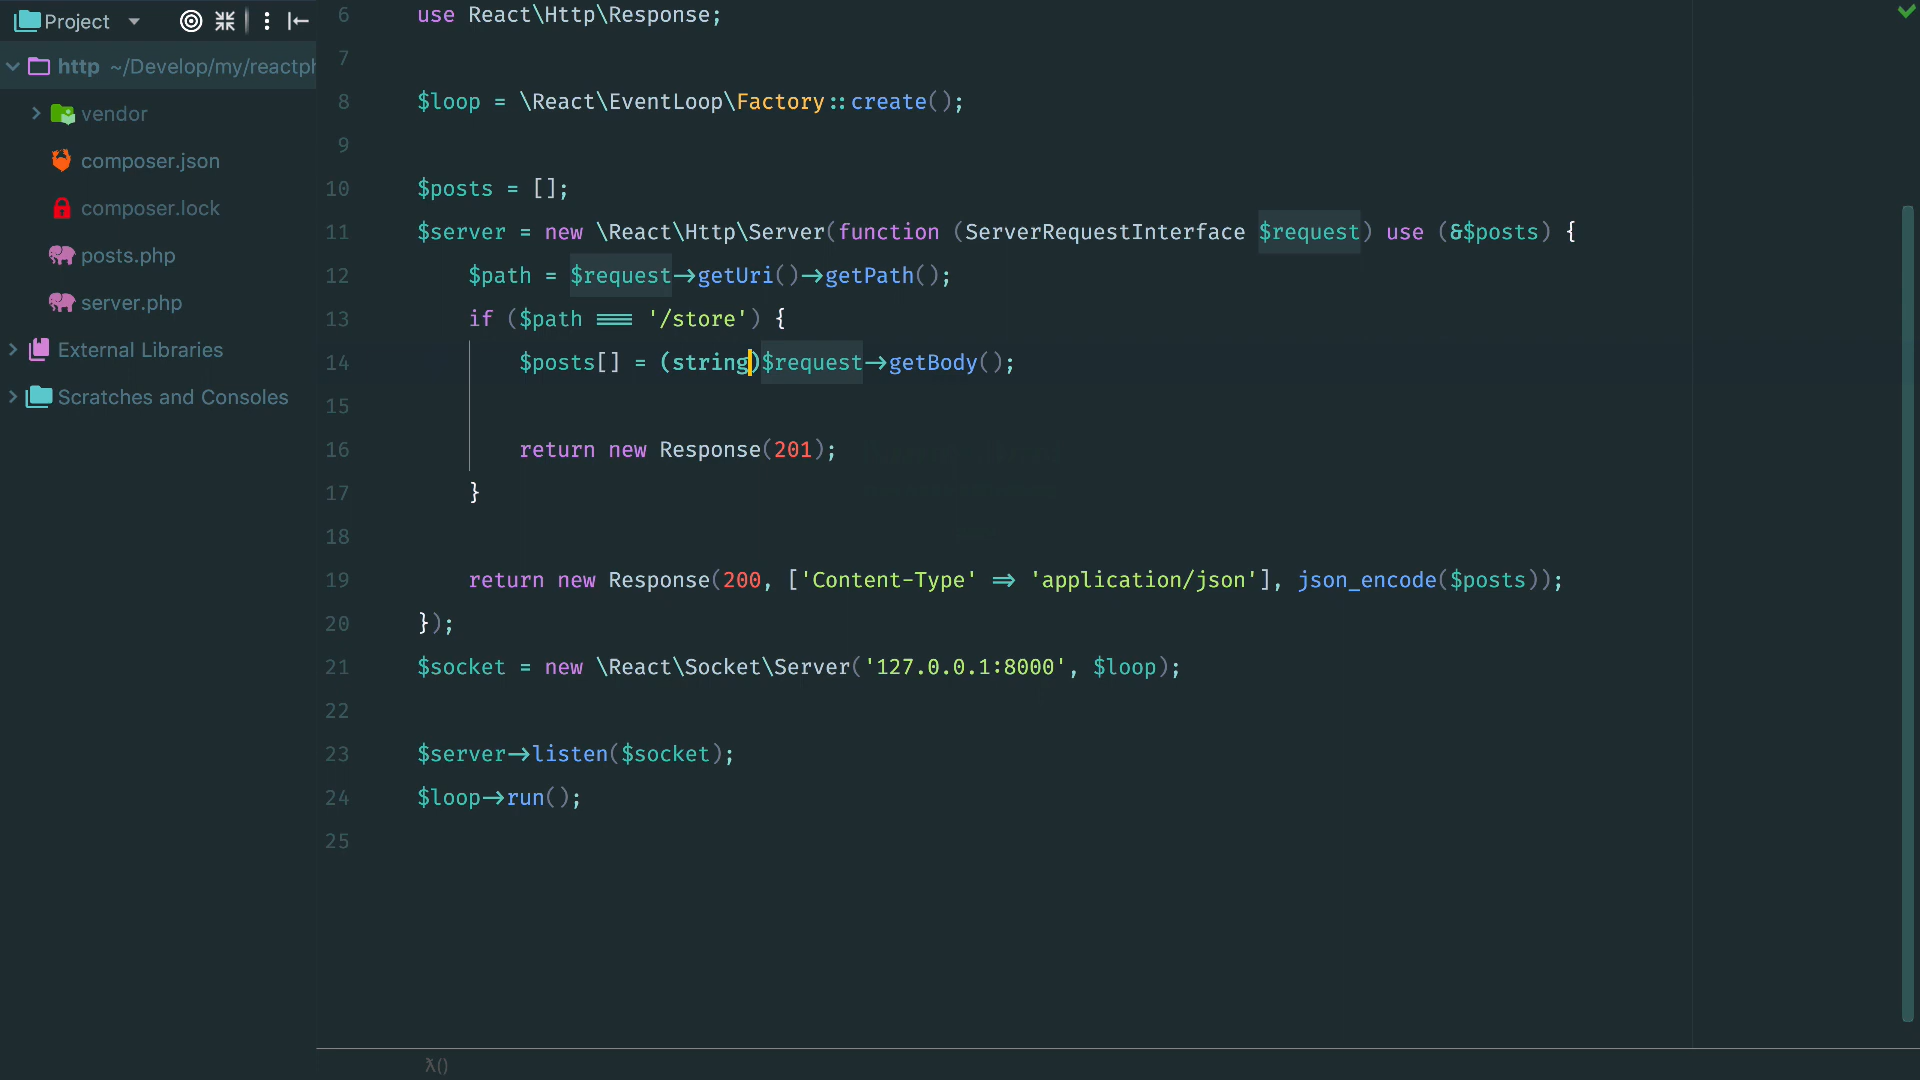 Project
http ~/Develop/my/reactph
vendor
composer.json
composer.lock
posts.php
server.php
External Libraries
Scratches and Consoles
6 use React\Http\Response;
7
8 $loop = \React\EventLoop\Factory::create();
9
10 $posts = [];
11 $server = new \React\Http\Server(function (ServerRequestInterface $request) use (&$posts) {
12 $path = $request->getUri()->getPath();
13 if ($path === '/store') {
14 $posts[] = (string)$request->getBody();
15
16 return new Response(201);
17 }
18
19 return new Response(200, ['Content-Type' => 'application/json'], json_encode($posts));
20 });
21 $socket = new \React\Socket\Server('127.0.0.1:8000', $loop);
22
23 $server->listen($socket);
24 $loop->run();
25
λ()